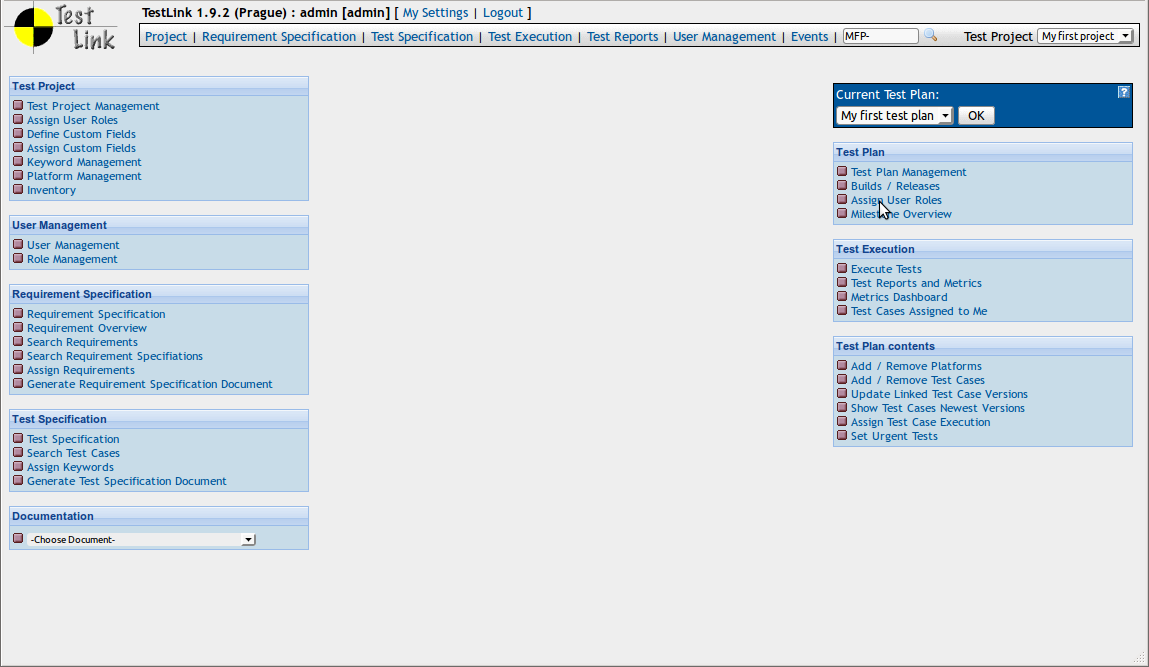 Test
Link
TestLink 1.9.2 (Prague) : admin [admin] [ My Settings | Logout ]
Project | Requirement Specification | Test Specification | Test Execution | Test Reports | User Management | Events | MFP- Test Project My first project
Test Project
Test Project Management
Assign User Roles
Define Custom Fields
Assign Custom Fields
Keyword Management
Platform Management
Inventory
User Management
User Management
Role Management
Requirement Specification
Requirement Specification
Requirement Overview
Search Requirements
Search Requirement Specifiations
Assign Requirements
Generate Requirement Specification Document
Test Specification
Test Specification
Search Test Cases
Assign Keywords
Generate Test Specification Document
Documentation
-Choose Document-
Current Test Plan: ?
My first test plan OK
Test Plan
Test Plan Management
Builds / Releases
Assign User Roles
Milestone Overview
Test Execution
Execute Tests
Test Reports and Metrics
Metrics Dashboard
Test Cases Assigned to Me
Test Plan contents
Add / Remove Platforms
Add / Remove Test Cases
Update Linked Test Case Versions
Show Test Cases Newest Versions
Assign Test Case Execution
Set Urgent Tests